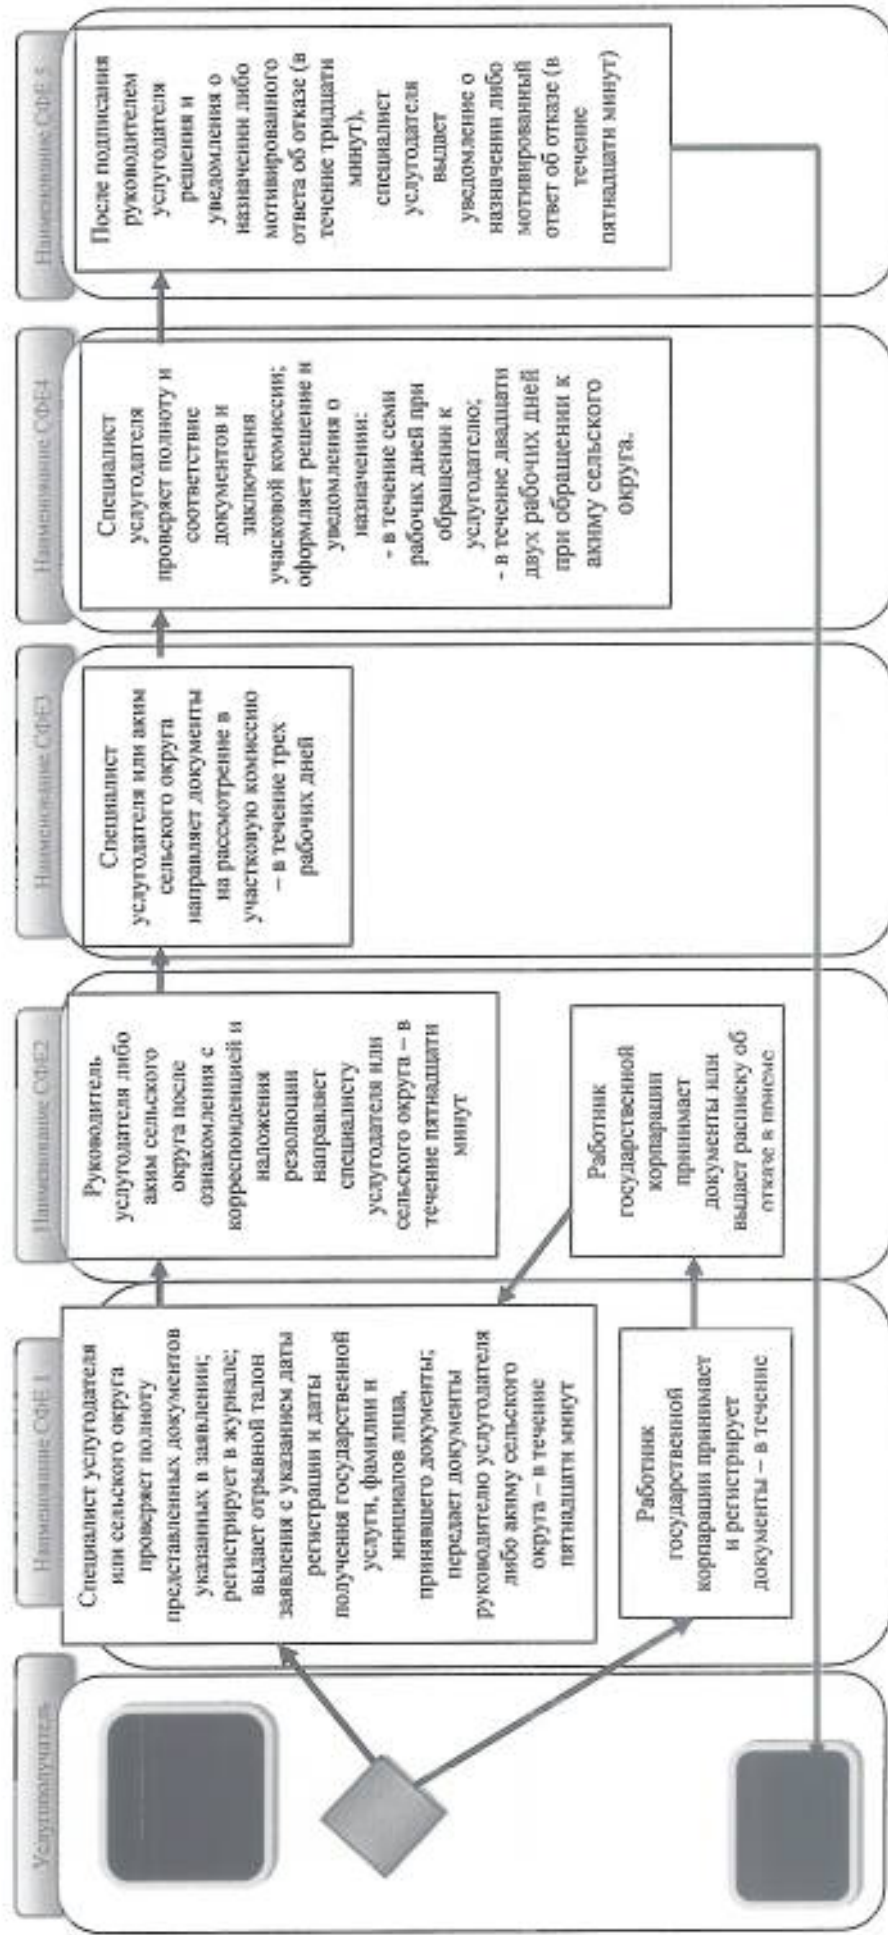 Услугополучатель
Наименование СФЕ 1
Специалист услугодателя
или сельского округа
проверяет полноту
представленных документов
указанных в заявлении;
регистрирует в журнале;
выдает отрывной талон
заявления с указанием даты
регистрации и даты
получения государственной
услуги, фамилии и
инициалов лица,
принявшего документы;
передает документы
руководителю услугодателя
либо акиму сельского
округа – в течение
пятнадцати минут
Работник
государственной
корпарации принимает
и регистрирует
документы – в течение
Наименование СФЕ2
Руководитель
услугодателя либо
аким сельского
округа после
ознакомления с
корреспонденцией и
наложения
резолюции
направляет
специалисту
услугодателя или
сельского округа – в
течение пятнадцати
минут
Работник
государственной
корпарации
принимает
документы или
выдаст расписку об
отказе в приеме
Наименование СФЕ3
Специалист
услугодателя или аким
сельского округа
направляет документы
на рассмотрение в
участковую комиссию
– в течение трех
рабочих дней
Наименование СФЕ4
Специалист
услугодателя
проверяет полноту и
соответствие
документов и
заключения
учасковой комиссии;
оформляет решение и
уведомления о
назначении:
- в течение семи
рабочих дней при
обращении к
услугодателю;
- в течение двадцати
двух рабочих дней
при обращении к
акиму сельского
округа.
Наименование СФЕ 5
После подписания
руководителем
услугодателя
решения и
уведомления о
назначении либо
мотивированного
ответа об отказе (в
течение тридцати
минут),
специалист
услугодателя
выдаст
уведомление о
назначении либо
мотивированный
ответ об отказе (в
течение
пятнадцати минут)